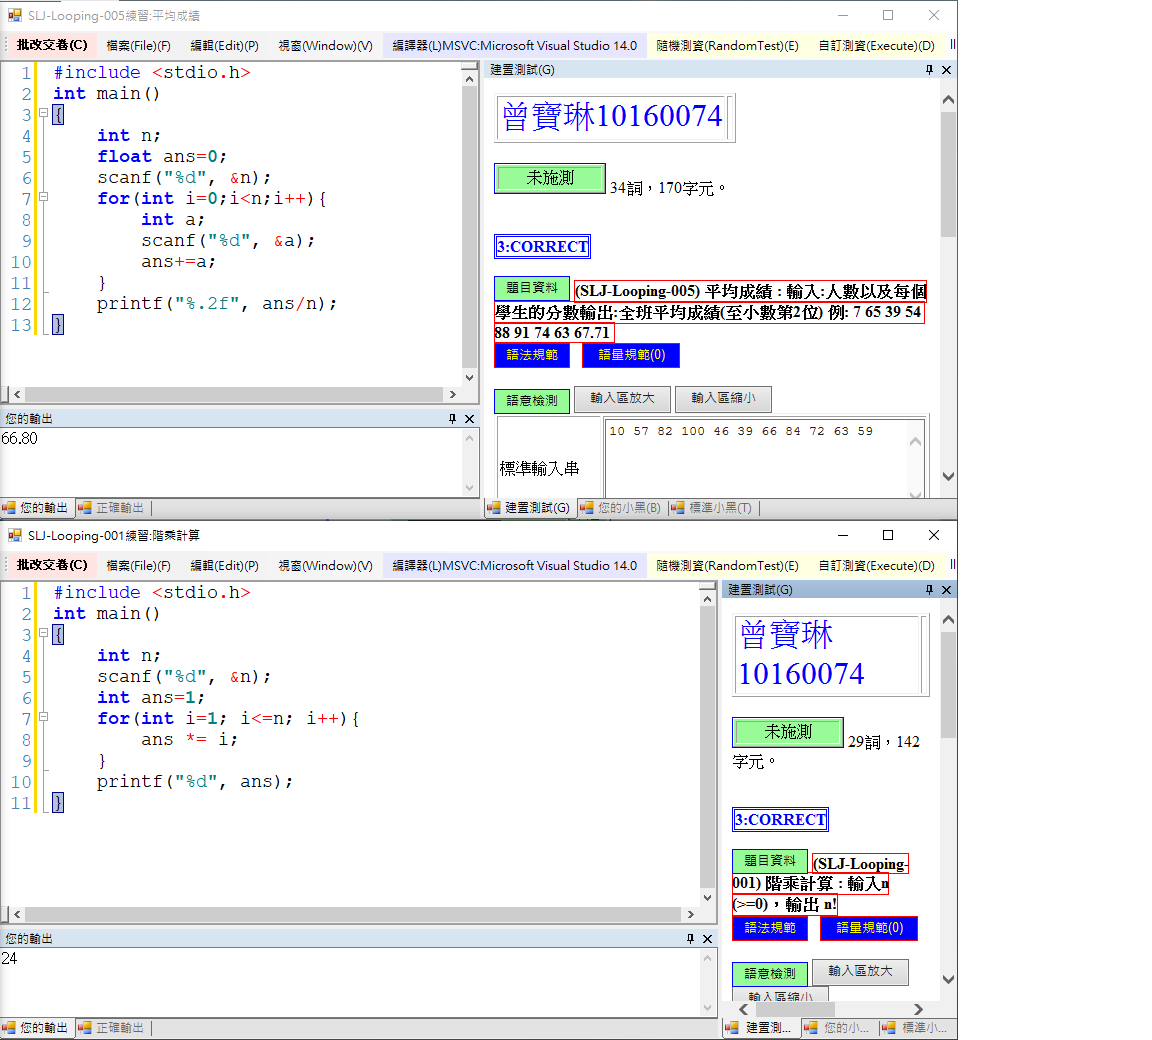 SLJ-Looping-005練習:平均成績
批改交卷(C) 檔案(File)(F) 編輯(Edit)(P) 視窗(Window)(V) 編譯器(L)MSVC:Microsoft Visual Studio 14.0 隨機測資(RandomTest)(E) 自訂測資(Execute)(D)
1 #include <stdio.h>
2 int main()
3 {
4 int n;
5 float ans=0;
6 scanf("%d", &n);
7 for(int i=0;i<n;i++){
8 int a;
9 scanf("%d", &a);
10 ans+=a;
11 }
12 printf("%.2f", ans/n);
13 }
您的輸出
66.80
您的輸出 正確輸出
建置測試(G)
曾寶琳10160074
未施測 34詞，170字元。
3:CORRECT
題目資料 (SLJ-Looping-005) 平均成績 : 輸入:人數以及每個
學生的分數輸出:全班平均成績(至小數第2位) 例: 7 65 39 54
88 91 74 63 67.71
語法規範 語量規範(0)
語意檢測 輸入區放大 輸入區縮小
標準輸入串 10 57 82 100 46 39 66 84 72 63 59
建置測試(G) 您的小黑(B) 標準小黑(T)
SLJ-Looping-001練習:階乘計算
批改交卷(C) 檔案(File)(F) 編輯(Edit)(P) 視窗(Window)(V) 編譯器(L)MSVC:Microsoft Visual Studio 14.0 隨機測資(RandomTest)(E) 自訂測資(Execute)(D)
1 #include <stdio.h>
2 int main()
3 {
4 int n;
5 scanf("%d", &n);
6 int ans=1;
7 for(int i=1; i<=n; i++){
8 ans *= i;
9 }
10 printf("%d", ans);
11 }
您的輸出
24
您的輸出 正確輸出
建置測試(G)
曾寶琳
10160074
未施測 29詞，142
字元。
3:CORRECT
題目資料 (SLJ-Looping-
001) 階乘計算 : 輸入n
(>=0)，輸出 n!
語法規範 語量規範(0)
語意檢測 輸入區放大
輸入區縮小
建置測... 您的小... 標準小...